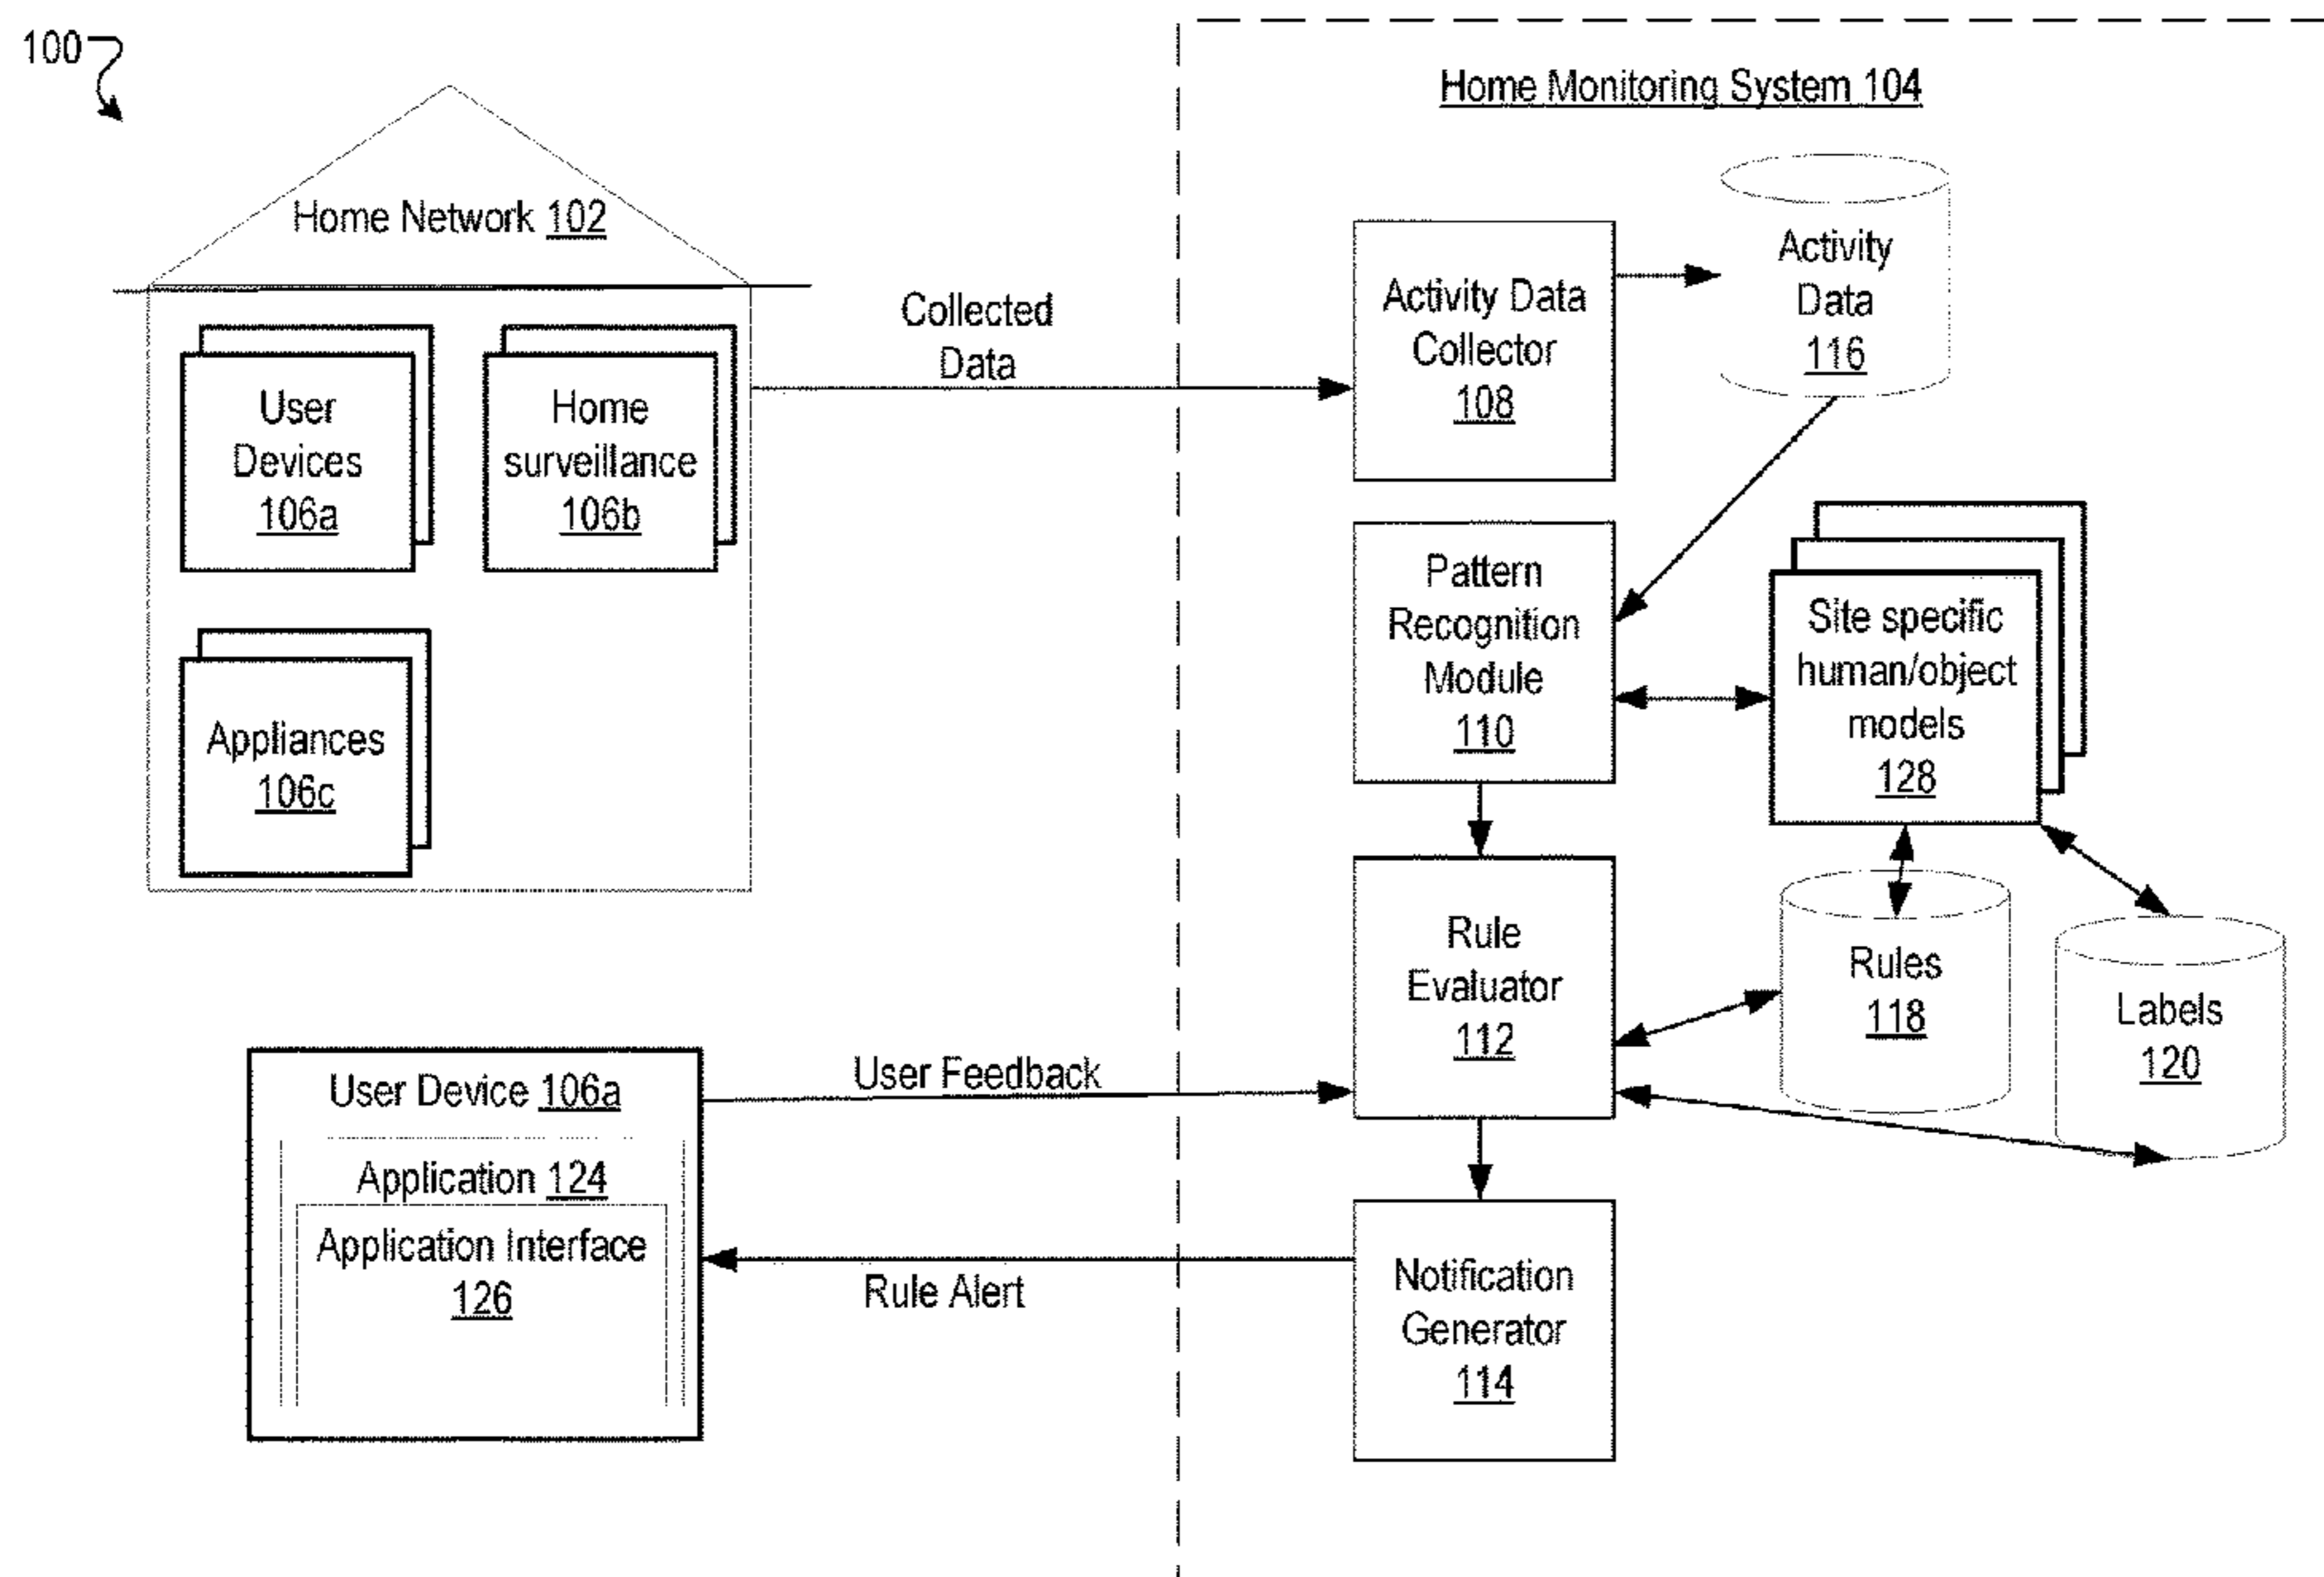 100
Home Monitoring System 104
Home Network 102
User
Devices
106a
Home
surveillance
106b
Appliances
106c
Collected
Data
Activity Data
Collector
108
Activity
Data
116
Pattern
Recognition
Module
110
Site specific
human/object
models
128
Rule
Evaluator
112
Rules
118
Labels
120
User Device 106a
Application 124
Application Interface
126
User Feedback
Rule Alert
Notification
Generator
114